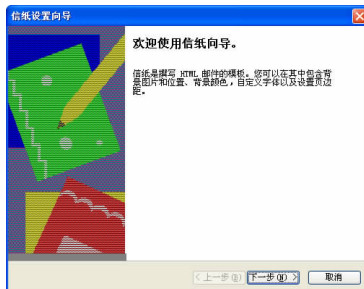 信纸设置向导
欢迎使用信纸向导。
信纸是撰写 HTML 邮件的模板。您可以在其中包含背
景图片和位置、背景颜色，自定义字体以及设置页边
距。
< 上一步(B) 下一步(N) > 取消